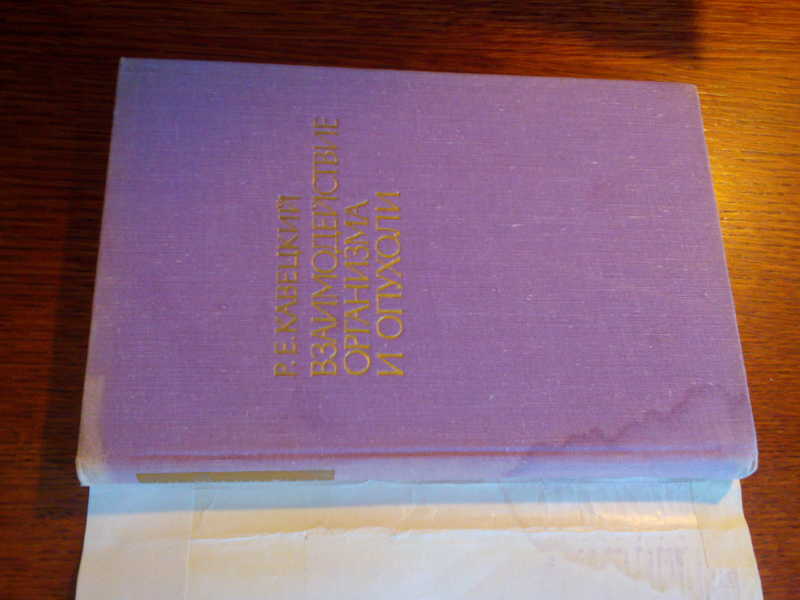 Р. Е. КАВЕЦКИЙ
ВЗАИМОДЕЙСТВИЕ
ОРГАНИЗМА
И ОПУХОЛИ